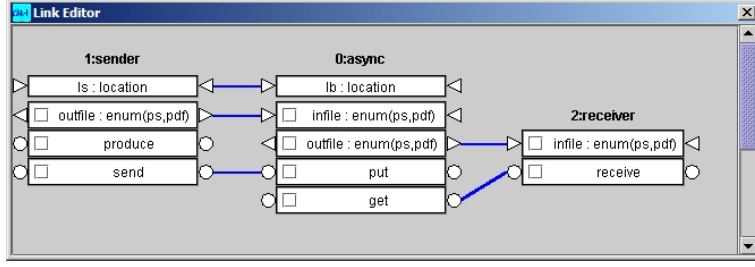 Link Editor
1:sender
0:async
ls : location
lb : location
outfile : enum(ps,pdf)
infile : enum(ps,pdf)
2:receiver
produce
outfile : enum(ps,pdf)
infile : enum(ps,pdf)
send
put
receive
get